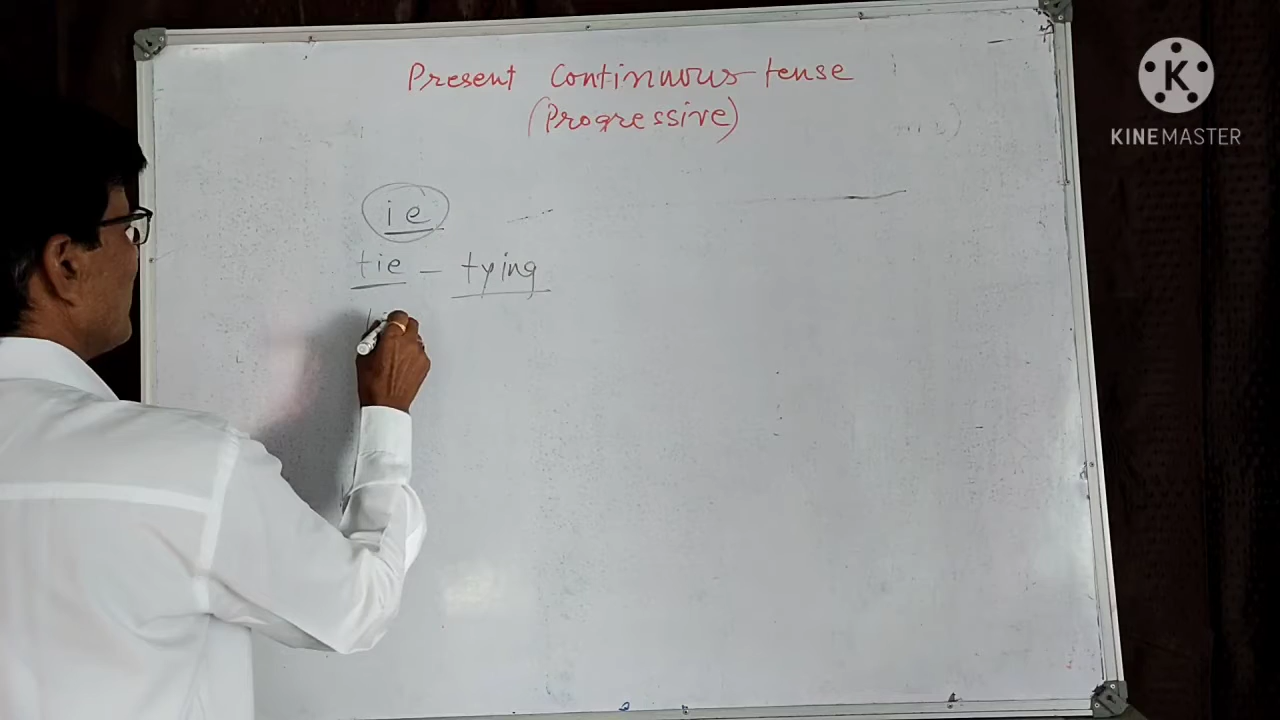 Present Continuous tense
(Progressive)
ie
tie - tying
K
KINEMASTER